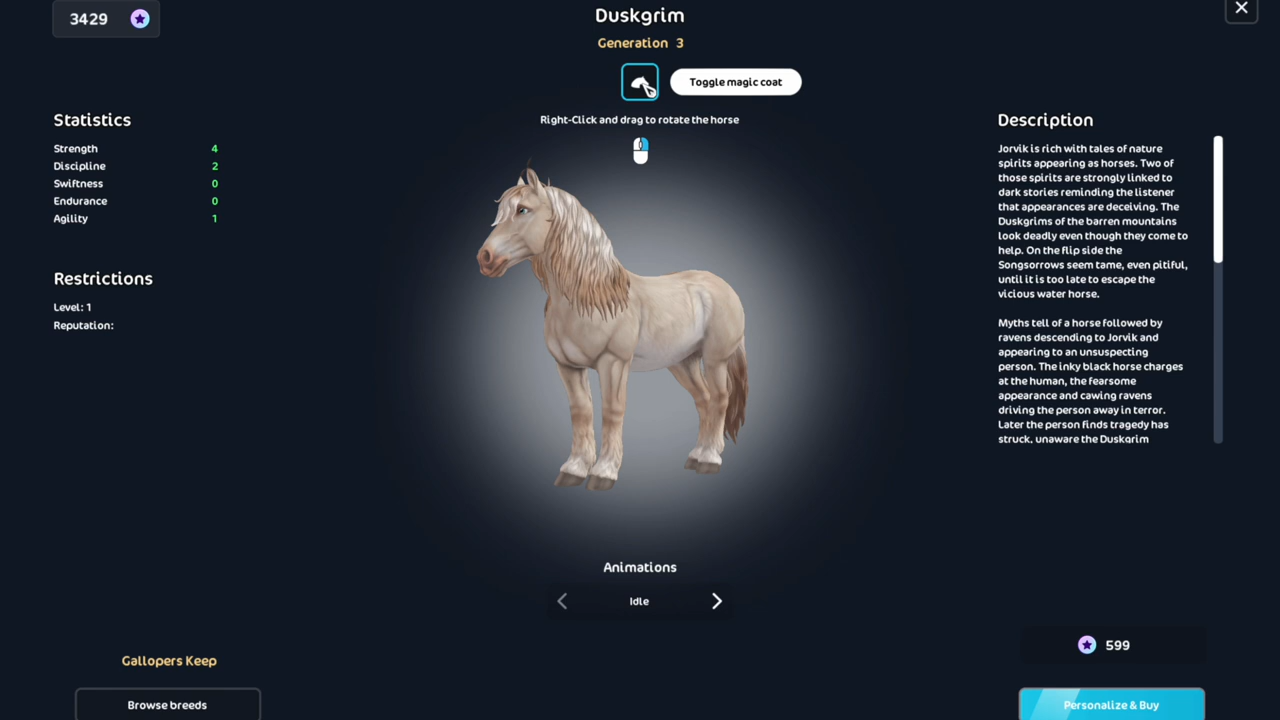 3429
Duskgrim
Generation 3
Toggle magic coat
Right-Click and drag to rotate the horse
Statistics
Strength 4
Discipline 2
Swiftness 0
Endurance 0
Agility 1
Restrictions
Level: 1
Reputation:
Description
Jorvik is rich with tales of nature
spirits appearing as horses. Two of
those spirits are strongly linked to
dark stories reminding the listener
that appearances are deceiving. The
Duskgrims of the barren mountains
look deadly even though they come to
help. On the flip side the
Songsorrows seem tame, even pitiful,
until it is too late to escape the
vicious water horse.
Myths tell of a horse followed by
ravens descending to Jorvik and
appearing to an unsuspecting
person. The inky black horse charges
at the human, the fearsome
appearance and cawing ravens
driving the person away in terror.
Later the person finds tragedy has
struck, unaware the Duskgrim
Animations
Idle
Gallopers Keep
Browse breeds
599
Personalize & Buy